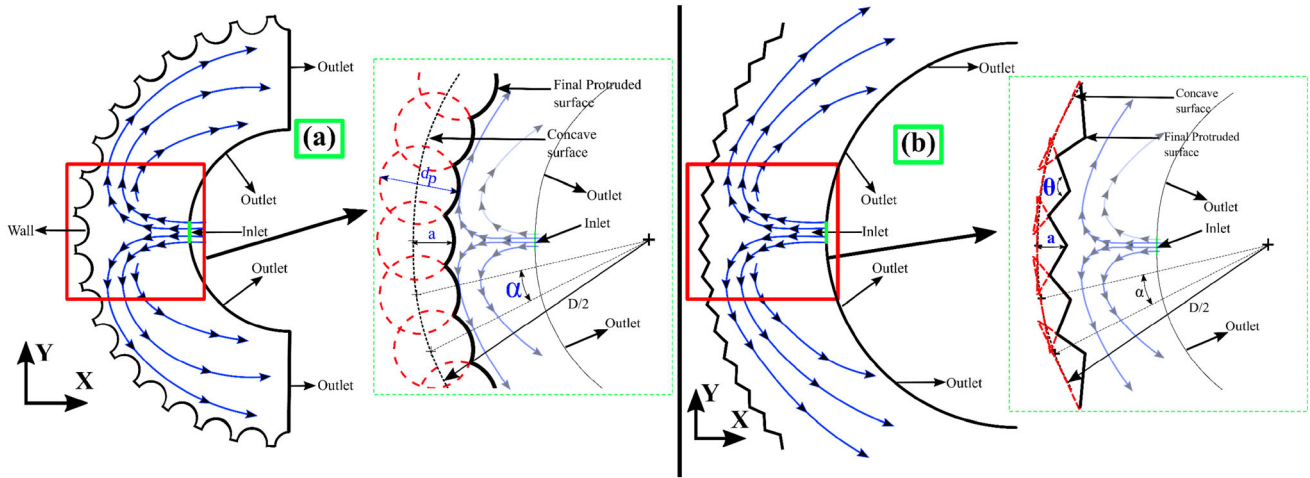 (a)
Outlet
Outlet
Wall
Inlet
Outlet
Outlet
Y
X
Final Protruded
surface
Concave
surface
dp
Outlet
a
Inlet
α
D/2
Outlet
(b)
Outlet
Outlet
Inlet
Outlet
Outlet
Y
X
Concave
surface
Final Protruded
surface
θ
Outlet
a
Inlet
α
D/2
Outlet